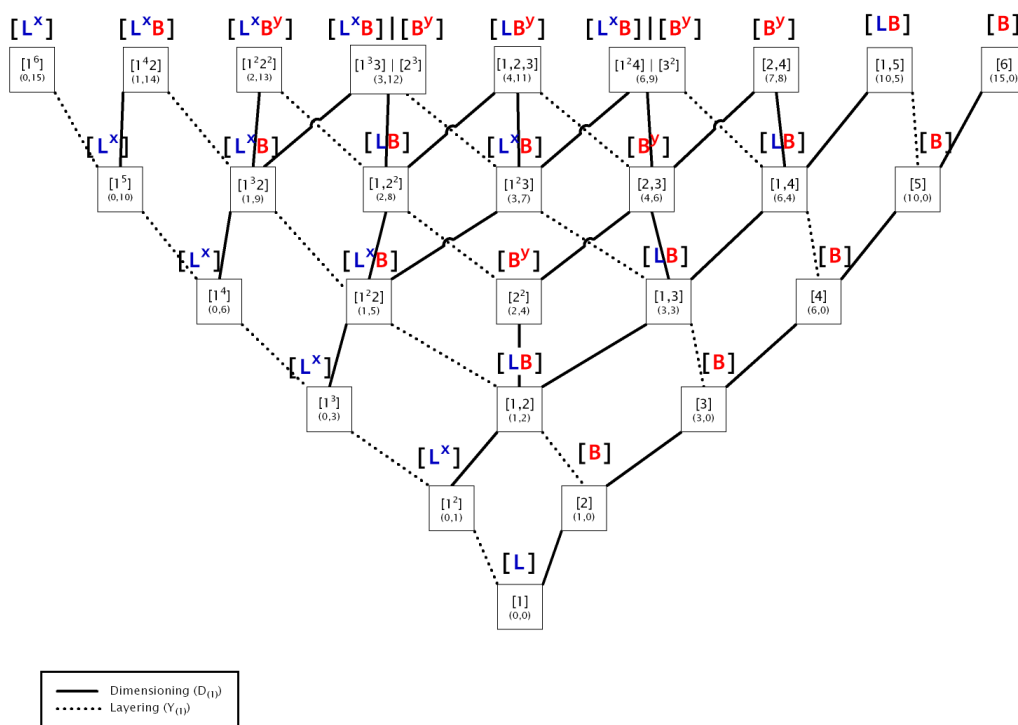 [Lˣ] [LˣB] [LˣBʸ] [LˣB]|[Bʸ] [LBʸ] [LˣB]|[Bʸ] [Bʸ] [LB] [B]
[1⁶] [1⁴2] [1²2²] [1³3] | [2³] [1,2,3] [1²4] | [3²] [2,4] [1,5] [6]
(0,15) (1,14) (2,13) (3,12) (4,11) (6,9) (7,8) (10,5) (15,0)
[Lˣ] [LˣB] [LB] [LˣB] [Bʸ] [LB] [B]
[1⁵] [1³2] [1,2²] [1²3] [2,3] [1,4] [5]
(0,10) (1,9) (2,8) (3,7) (4,6) (6,4) (10,0)
[Lˣ] [LˣB] [Bʸ] [LB] [B]
[1⁴] [1²2] [2²] [1,3] [4]
(0,6) (1,5) (2,4) (3,3) (6,0)
[Lˣ] [LB] [B]
[1³] [1,2] [3]
(0,3) (1,2) (3,0)
[Lˣ] [B]
[1²] [2]
(0,1) (1,0)
[L]
[1]
(0,0)
Dimensioning (D₍₁₎)
Layering (Y₍₁₎)